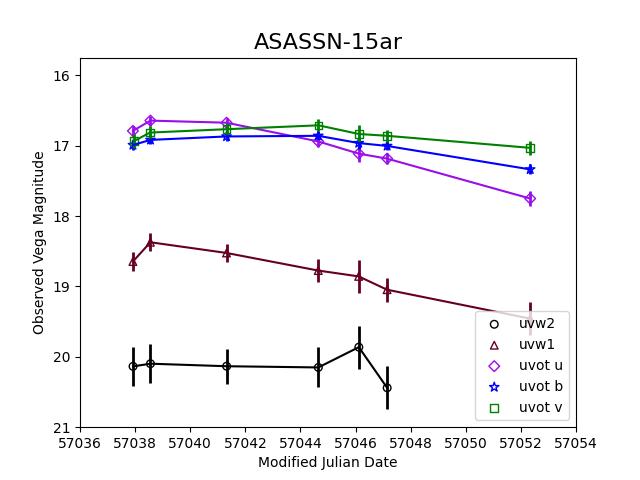 ASASSN-15ar
Observed Vega Magnitude
16
17
18
19
20
21
57036 57038 57040 57042 57044 57046 57048 57050 57052 57054
Modified Julian Date
uvw2
uvw1
uvot u
uvot b
uvot v